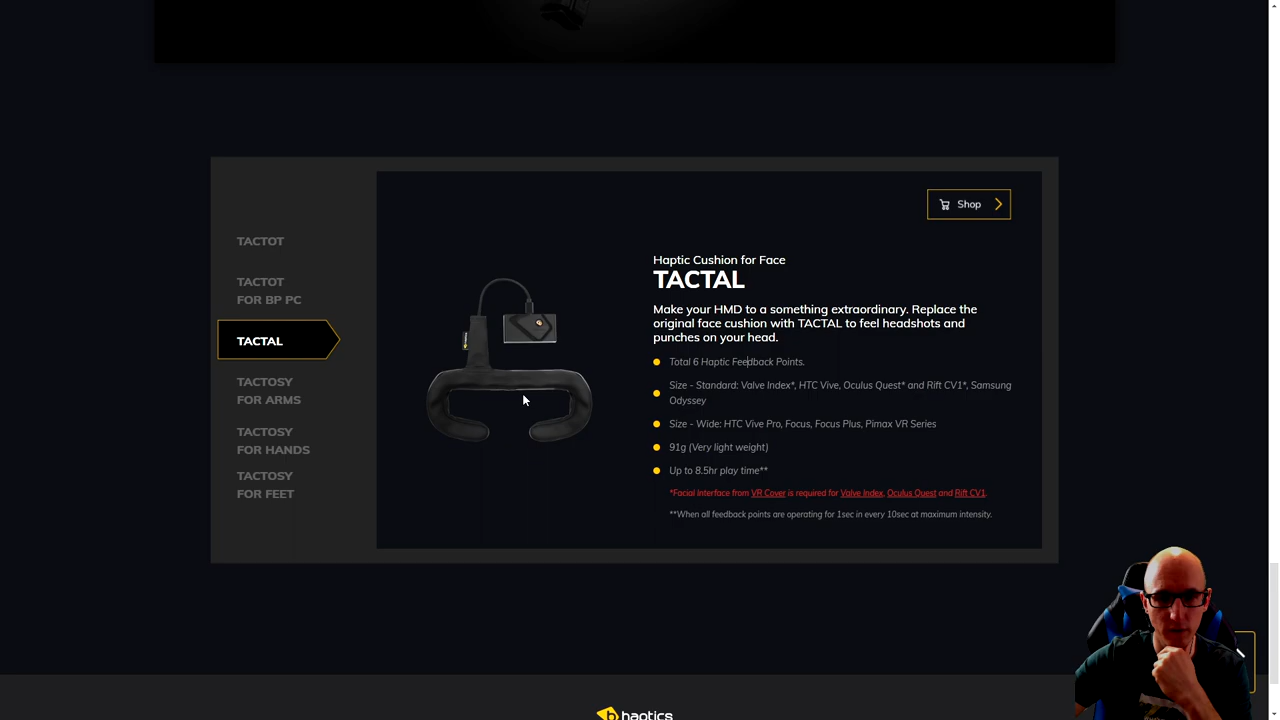 TACTOT
TACTOT
FOR BP PC
TACTAL
TACTOSY
FOR ARMS
TACTOSY
FOR HANDS
TACTOSY
FOR FEET
Shop
Haptic Cushion for Face
TACTAL
Make your HMD to a something extraordinary. Replace the
original face cushion with TACTAL to feel headshots and
punches on your head.
Total 6 Haptic Feedback Points.
Size - Standard: Valve Index*, HTC Vive, Oculus Quest* and Rift CV1*, Samsung
Odyssey
Size - Wide: HTC Vive Pro, Focus, Focus Plus, Pimax VR Series
91g (Very light weight)
Up to 8.5hr play time**
*Facial Interface from VR Cover is required for Valve Index, Oculus Quest and Rift CV1.
**When all feedback points are operating for 1sec in every 10sec at maximum intensity.
bhaptics